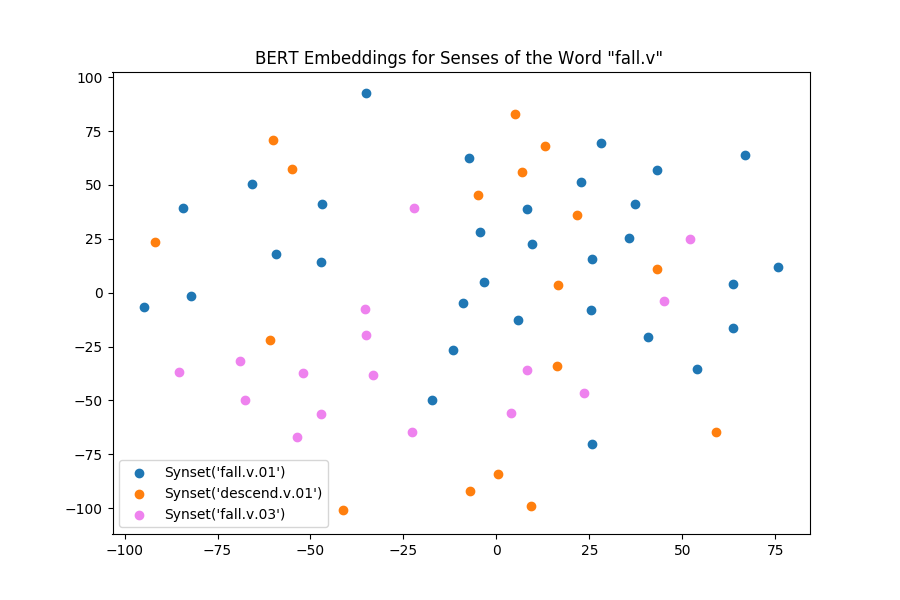 BERT Embeddings for Senses of the Word "fall.v"
100
75
50
25
0
−25
−50
−75
−100
Synset('fall.v.01')
Synset('descend.v.01')
Synset('fall.v.03')
−100 −75 −50 −25 0 25 50 75